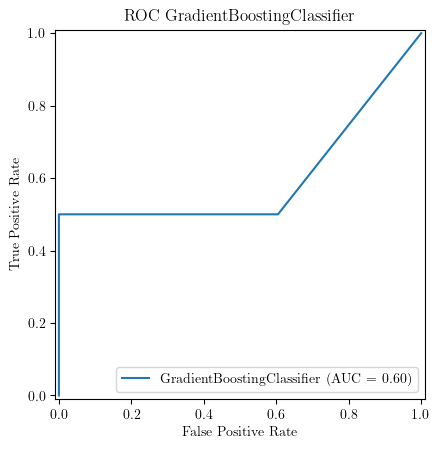 ROC GradientBoostingClassifier
1.0
0.8
0.6
0.4
0.2
0.0
True Positive Rate
GradientBoostingClassifier (AUC = 0.60)
0.0 0.2 0.4 0.6 0.8 1.0
False Positive Rate